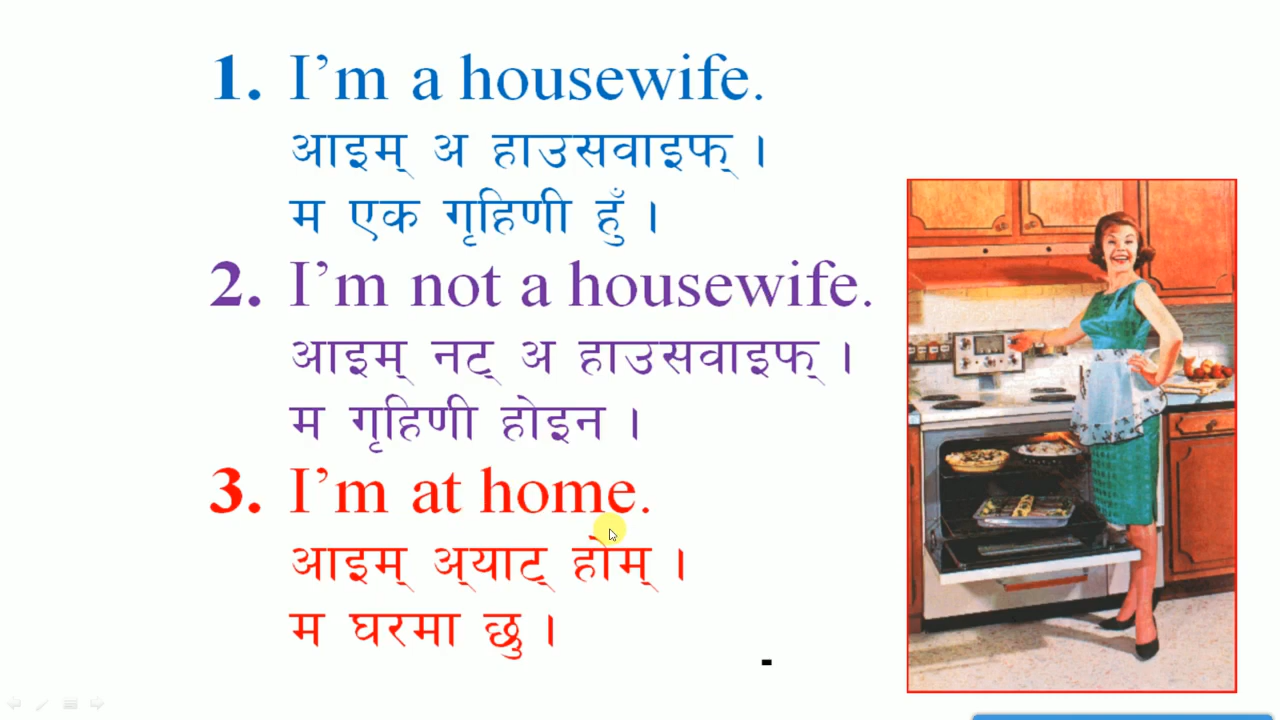 1. I’m a housewife.
आइम् अ हाउसवाइफ् ।
म एक गृहिणी हुँ ।
2. I’m not a housewife.
आइम् नट् अ हाउसवाइफ् ।
म गृहिणी होइन ।
3. I’m at home.
आइम् अ्याट् होम् ।
म घरमा छु ।
-